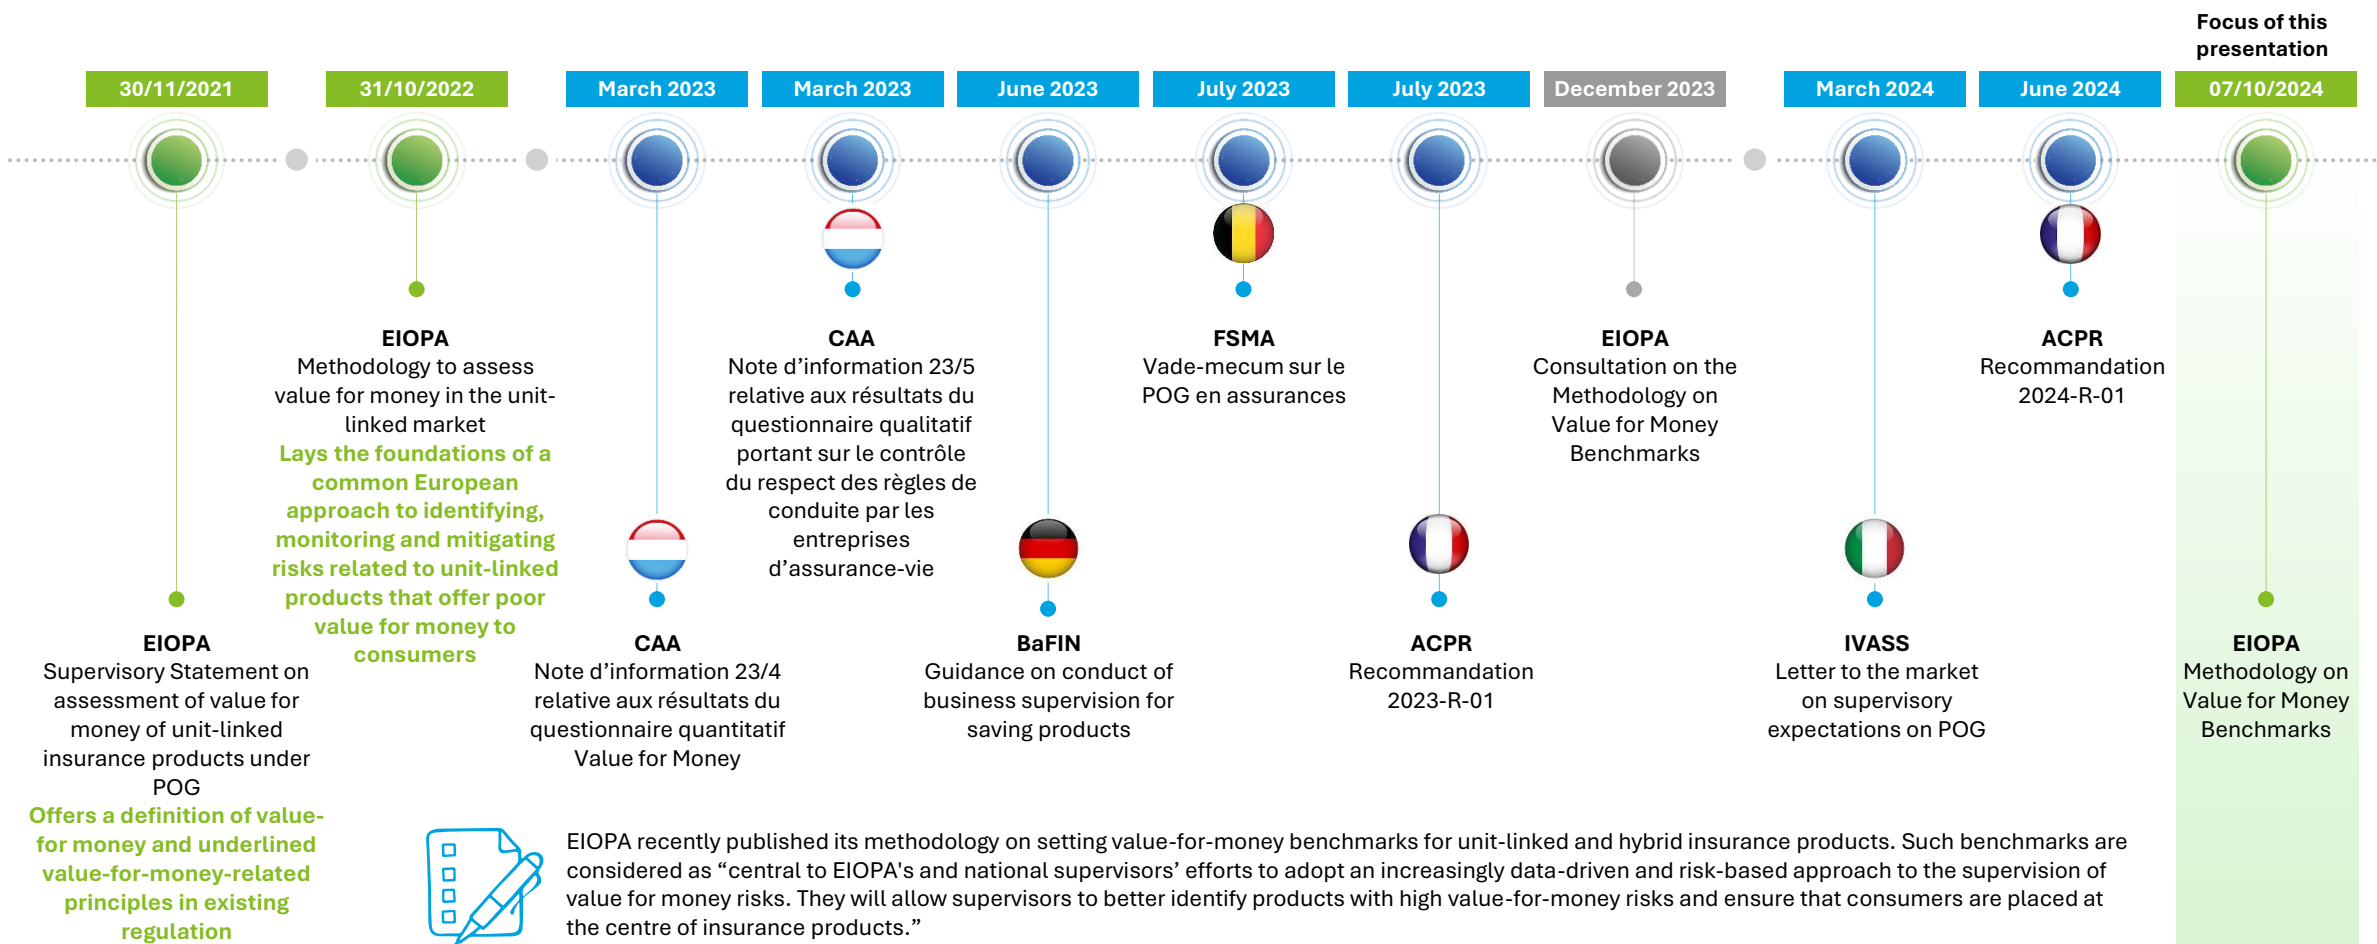 Focus of this
presentation
30/11/2021
31/10/2022
March 2023
March 2023
June 2023
July 2023
July 2023
December 2023
March 2024
June 2024
07/10/2024
EIOPA
Supervisory Statement on
assessment of value for
money of unit-linked
insurance products under
POG
Offers a definition of value-
for money and underlined
value-for-money-related
principles in existing
regulation
EIOPA
Methodology to assess
value for money in the unit-
linked market
Lays the foundations of a
common European
approach to identifying,
monitoring and mitigating
risks related to unit-linked
products that offer poor
value for money to
consumers
CAA
Note d’information 23/4
relative aux résultats du
questionnaire quantitatif
Value for Money
CAA
Note d’information 23/5
relative aux résultats du
questionnaire qualitatif
portant sur le contrôle
du respect des règles de
conduite par les
entreprises
d’assurance-vie
BaFIN
Guidance on conduct of
business supervision for
saving products
FSMA
Vade-mecum sur le
POG en assurances
ACPR
Recommandation
2023-R-01
EIOPA
Consultation on the
Methodology on
Value for Money
Benchmarks
IVASS
Letter to the market
on supervisory
expectations on POG
ACPR
Recommandation
2024-R-01
EIOPA
Methodology on
Value for Money
Benchmarks
EIOPA recently published its methodology on setting value-for-money benchmarks for unit-linked and hybrid insurance products. Such benchmarks are
considered as “central to EIOPA's and national supervisors’ efforts to adopt an increasingly data-driven and risk-based approach to the supervision of
value for money risks. They will allow supervisors to better identify products with high value-for-money risks and ensure that consumers are placed at
the centre of insurance products.”